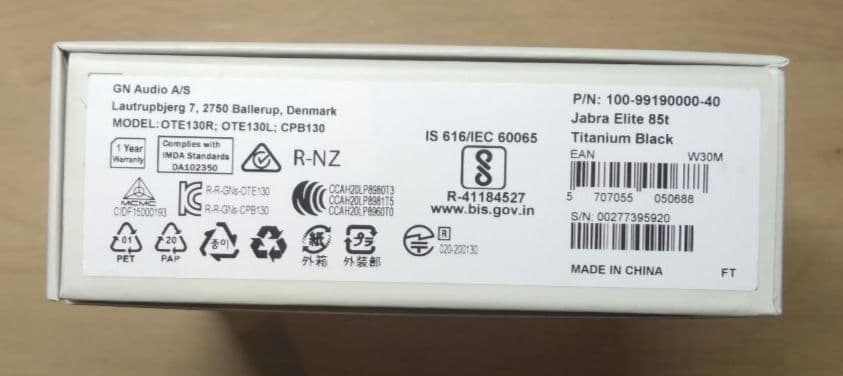 GN Audio A/S
Lautrupbjerg 7, 2750 Ballerup, Denmark
MODEL:OTE130R; OTE130L; CPB130
1 Year
Warranty
Complies with
IMDA Standards
DA102350
R-NZ
MCMC
CIDF15000193
R-R-GNs-OTE130
R-R-GNs-CPB130
CCAH20LP8980T3
CCAH20LP8981T5
CCAH20LP8960T0
01
PET
20
PAP
종이
紙
外箱
プラ
外装部
R
020-200130
IS 616/IEC 60065
R-41184527
www.bis.gov.in
P/N: 100-99190000-40
Jabra Elite 85t
Titanium Black
EAN W30M
5 707055 050688
S/N: 00277395920
MADE IN CHINA FT